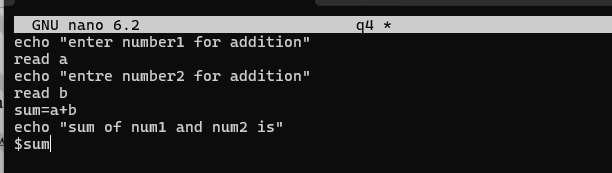 GNU nano 6.2 q4 *
echo "enter number1 for addition"
read a
echo "entre number2 for addition"
read b
sum=a+b
echo "sum of num1 and num2 is"
$sum